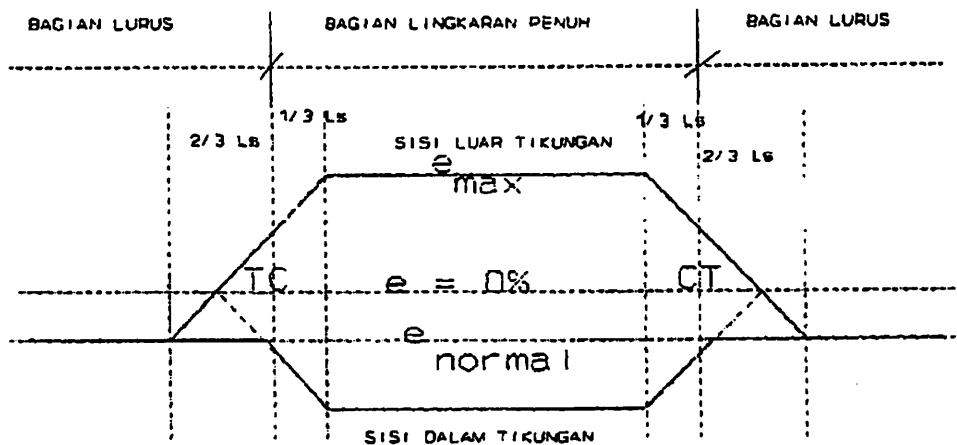 BAGIAN LURUS BAGIAN LINGKARAN PENUH BAGIAN LURUS
1/3 Ls 1/3 Ls
2/3 Ls SISI LUAR TIKUNGAN 2/3 Ls
e max
TC e = 0% CT
e normal
SISI DALAM TIKUNGAN